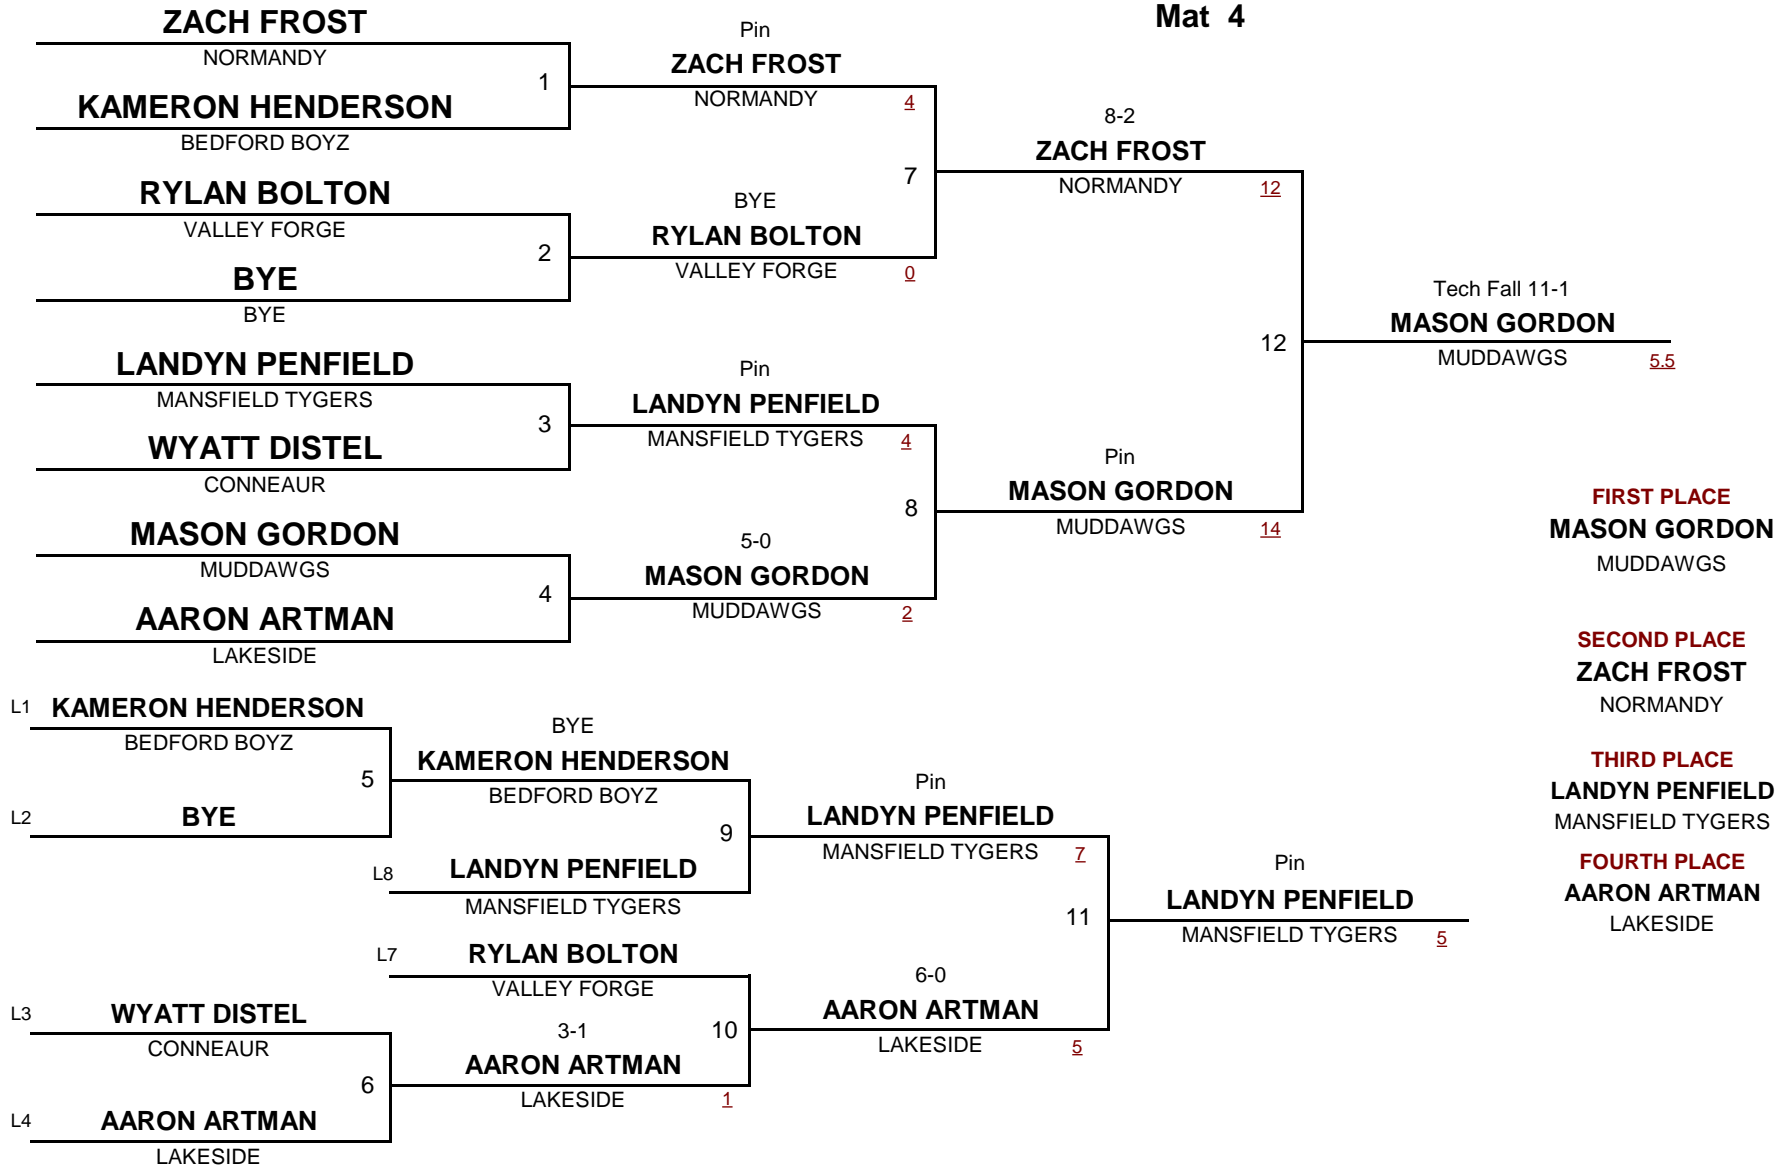 Mat 4
ZACH FROST
NORMANDY
1
KAMERON HENDERSON
BEDFORD BOYZ
RYLAN BOLTON
VALLEY FORGE
2
BYE
BYE
LANDYN PENFIELD
MANSFIELD TYGERS
3
WYATT DISTEL
CONNEAUR
MASON GORDON
MUDDAWGS
4
AARON ARTMAN
LAKESIDE
Pin
ZACH FROST
NORMANDY 4
7
BYE
RYLAN BOLTON
VALLEY FORGE 0
Pin
LANDYN PENFIELD
MANSFIELD TYGERS 4
8
5-0
MASON GORDON
MUDDAWGS 2
8-2
ZACH FROST
NORMANDY 12
12
Pin
MASON GORDON
MUDDAWGS 14
Tech Fall 11-1
MASON GORDON
MUDDAWGS 5.5
FIRST PLACE
MASON GORDON
MUDDAWGS
SECOND PLACE
ZACH FROST
NORMANDY
THIRD PLACE
LANDYN PENFIELD
MANSFIELD TYGERS
FOURTH PLACE
AARON ARTMAN
LAKESIDE
L1 KAMERON HENDERSON
BEDFORD BOYZ
5
L2 BYE
L3 WYATT DISTEL
CONNEAUR
6
L4 AARON ARTMAN
LAKESIDE
BYE
KAMERON HENDERSON
BEDFORD BOYZ
9
L8 LANDYN PENFIELD
MANSFIELD TYGERS
L7 RYLAN BOLTON
VALLEY FORGE
10
3-1
AARON ARTMAN
LAKESIDE 1
Pin
LANDYN PENFIELD
MANSFIELD TYGERS 7
11
6-0
AARON ARTMAN
LAKESIDE 5
Pin
LANDYN PENFIELD
MANSFIELD TYGERS 5